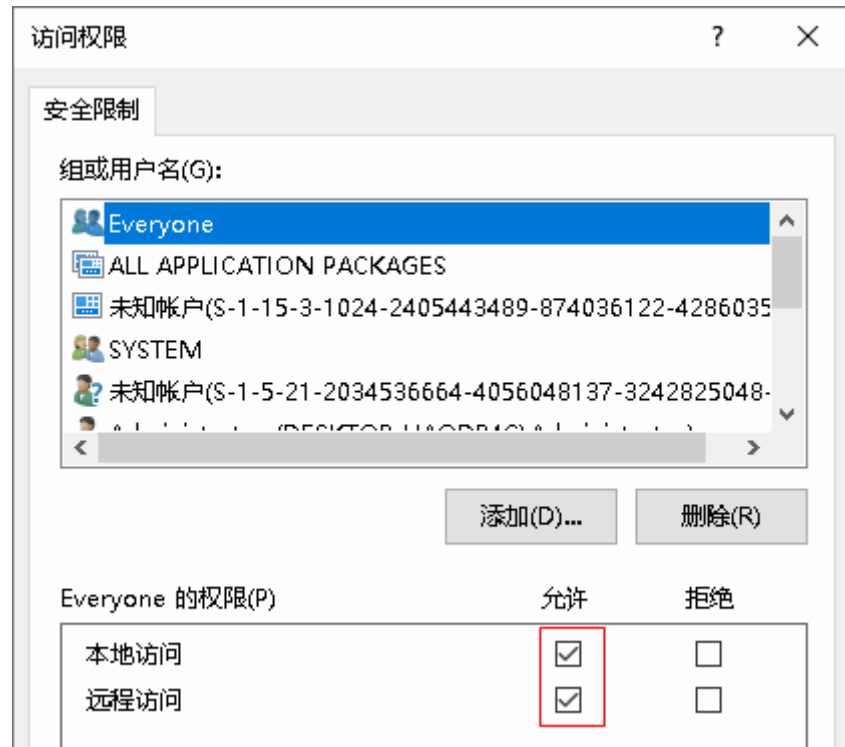 访问权限
安全限制
组或用户名(G):
Everyone
ALL APPLICATION PACKAGES
未知帐户(S-1-15-3-1024-2405443489-874036122-4286035
SYSTEM
未知帐户(S-1-5-21-2034536664-4056048137-3242825048-
添加(D)... 删除(R)
Everyone 的权限(P) 允许 拒绝
本地访问
远程访问